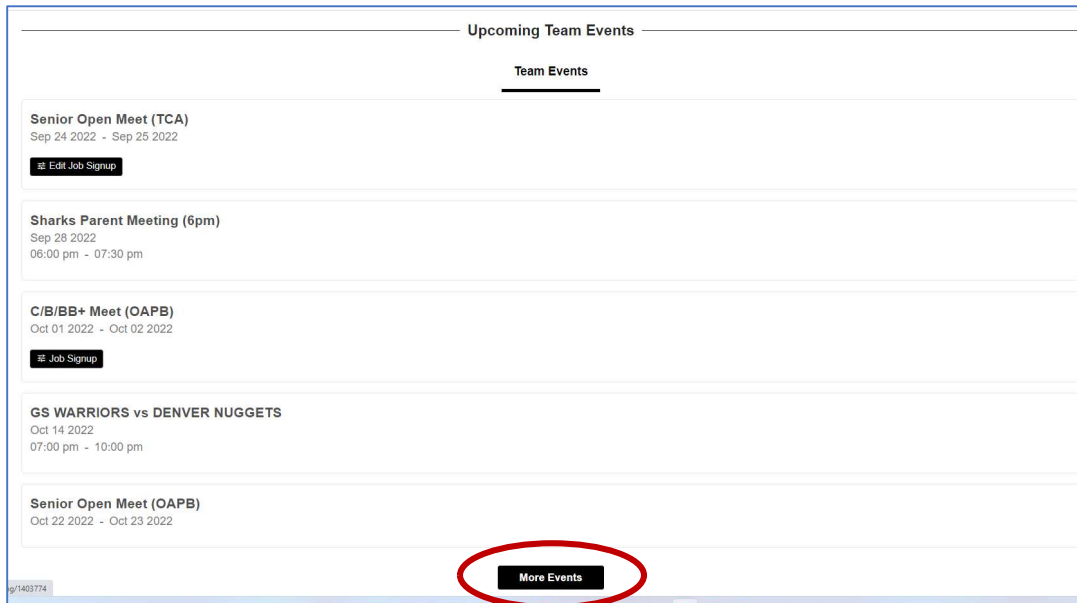 Upcoming Team Events
Team Events
Senior Open Meet (TCA)
Sep 24 2022 - Sep 25 2022
Edit Job Signup
Sharks Parent Meeting (6pm)
Sep 28 2022
06:00 pm - 07:30 pm
C/B/BB+ Meet (OAPB)
Oct 01 2022 - Oct 02 2022
Job Signup
GS WARRIORS vs DENVER NUGGETS
Oct 14 2022
07:00 pm - 10:00 pm
Senior Open Meet (OAPB)
Oct 22 2022 - Oct 23 2022
More Events
g/1403774